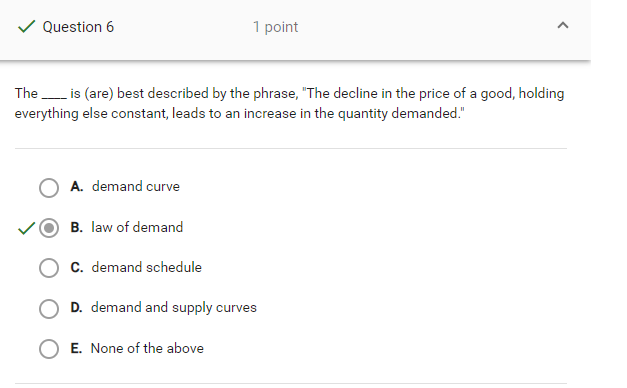 Question 6 1 point
The ____ is (are) best described by the phrase, "The decline in the price of a good, holding
everything else constant, leads to an increase in the quantity demanded."
A. demand curve
B. law of demand
C. demand schedule
D. demand and supply curves
E. None of the above